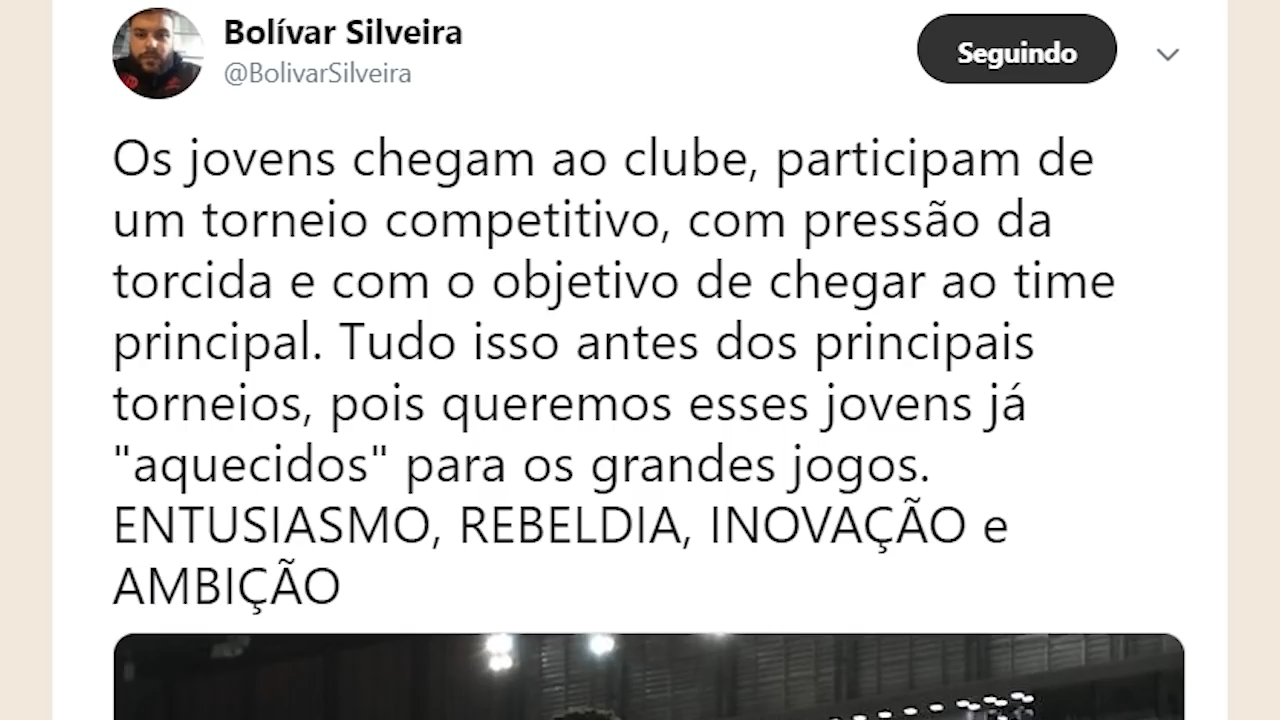 Bolívar Silveira
@BolivarSilveira
Seguindo
Os jovens chegam ao clube, participam de
um torneio competitivo, com pressão da
torcida e com o objetivo de chegar ao time
principal. Tudo isso antes dos principais
torneios, pois queremos esses jovens já
"aquecidos" para os grandes jogos.
ENTUSIASMO, REBELDIA, INOVAÇÃO e
AMBIÇÃO